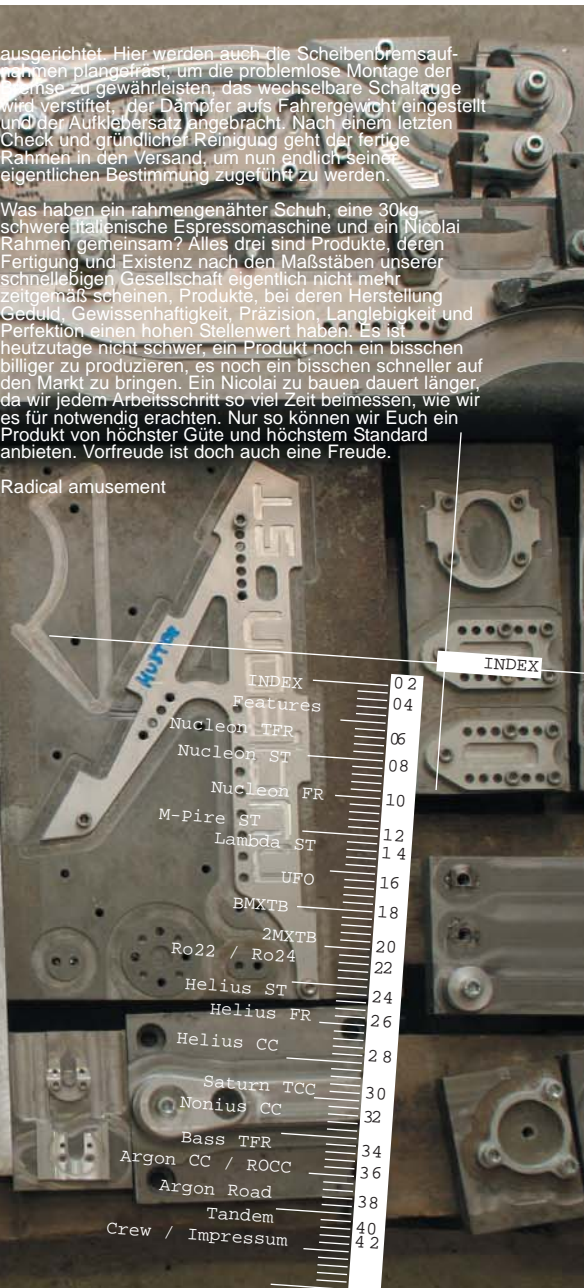 ausgerichtet. Hier werden auch die Scheibenbremsauf-
nahmen plangefräst, um die problemlose Montage der
Bremse zu gewährleisten, das wechselbare Schaltauge
wird verstiftet, der Dämpfer aufs Fahrergewicht eingestellt
und der Aufklebersatz angebracht. Nach einem letzten
Check und gründlicher Reinigung geht der fertige
Rahmen in den Versand, um nun endlich seiner
eigentlichen Bestimmung zugeführt zu werden.
Was haben ein rahmengenähter Schuh, eine 30kg
schwere italienische Espressomaschine und ein Nicolai
Rahmen gemeinsam? Alles drei sind Produkte, deren
Fertigung und Existenz nach den Maßstäben unserer
schnellebigen Gesellschaft eigentlich nicht mehr
zeitgemäß scheinen, Produkte, bei deren Herstellung
Geduld, Gewissenhaftigkeit, Präzision, Langlebigkeit und
Perfektion einen hohen Stellenwert haben. Es ist
heutzutage nicht schwer, ein Produkt noch ein bisschen
billiger zu produzieren, es noch ein bisschen schneller auf
den Markt zu bringen. Ein Nicolai zu bauen dauert länger,
da wir jedem Arbeitsschritt so viel Zeit beimessen, wie wir
es für notwendig erachten. Nur so können wir Euch ein
Produkt von höchster Güte und höchstem Standard
anbieten. Vorfreude ist doch auch eine Freude.
Radical amusement
ST
MUSTER
INDEX
INDEX 02
Features 04
Nucleon TFR 06
Nucleon ST 08
Nucleon FR 10
M-Pire ST 12
Lambda ST 14
UFO 16
BMXTB 18
2MXTB 20
Ro22 / Ro24 22
Helius ST 24
Helius FR 26
Helius CC 28
Saturn TCC 30
Nonius CC 32
Bass TFR 34
Argon CC / ROCC 36
Argon Road 38
Tandem 40
Crew / Impressum 42